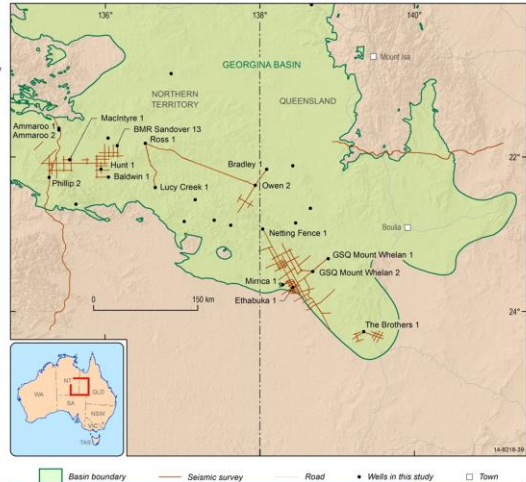 136°
138°
140°
GEORGINA BASIN
Mount Isa
NORTHERN
TERRITORY
QUEENSLAND
MacIntyre 1
BMR Sandover 13
Ross 1
Ammaroo 1
Ammaroo 2
22°
22°
Hunt 1
Baldwin 1
Bradley 1
Phillip 2
Lucy Creek 1
Owen 2
Boulia
Netting Fence 1
GSQ Mount Whelan 1
GSQ Mount Whelan 2
Mirrica 1
Ethabuka 1
0
150 km
24°
24°
The Brothers 1
NT
QLD
WA
SA
NSW
VIC
TAS
14-8218-39
Basin boundary
Seismic survey
Road
Wells in this study
Town